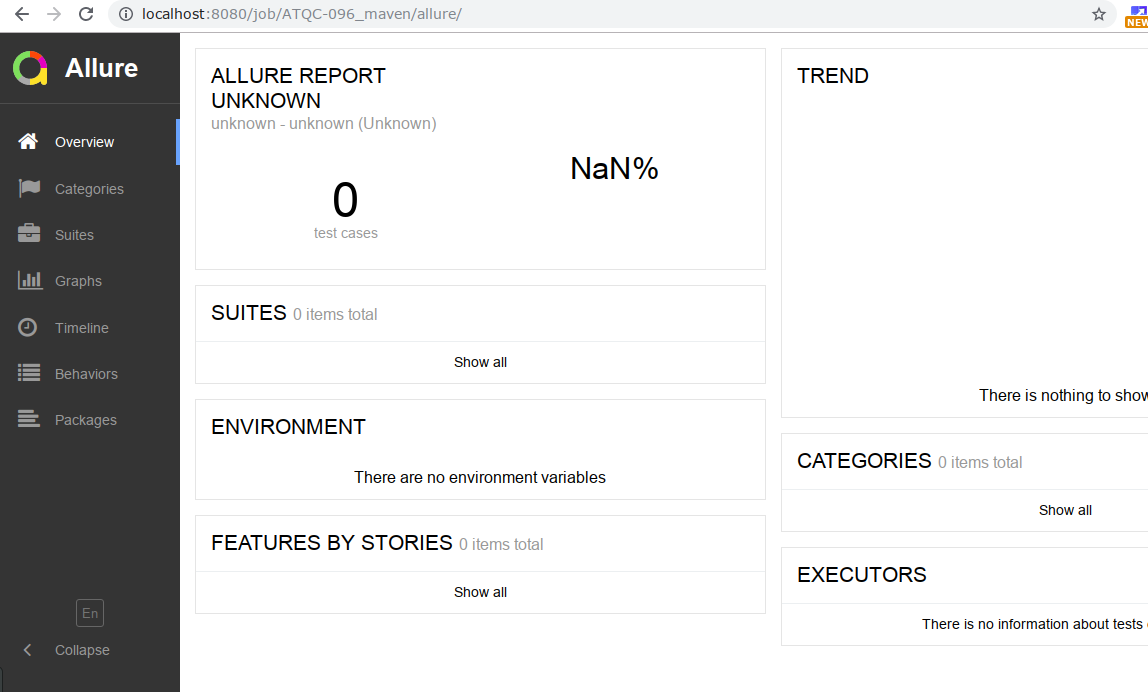 localhost:8080/job/ATQC-096_maven/allure/
NEW
Allure
Overview
Categories
Suites
Graphs
Timeline
Behaviors
Packages
En
Collapse
ALLURE REPORT
UNKNOWN
unknown - unknown (Unknown)
0
test cases
NaN%
SUITES 0 items total
Show all
ENVIRONMENT
There are no environment variables
FEATURES BY STORIES 0 items total
Show all
TREND
There is nothing to show
CATEGORIES 0 items total
Show all
EXECUTORS
There is no information about tests